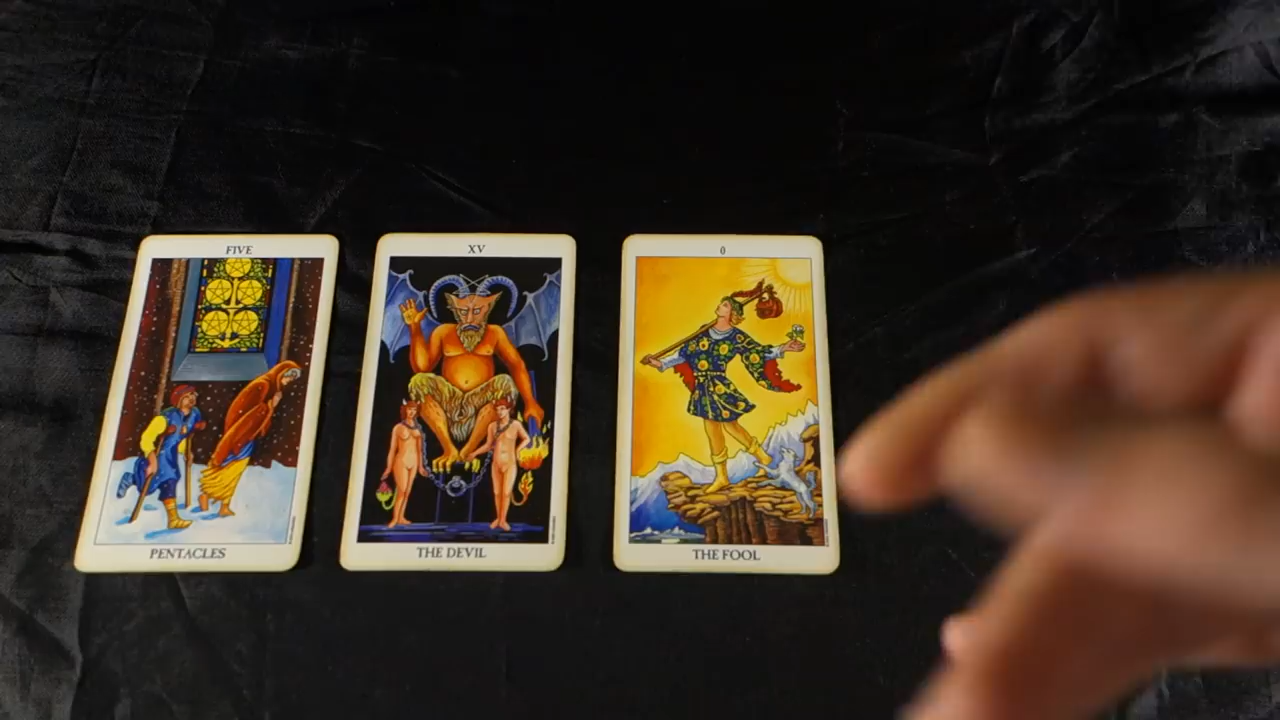 FIVE
PENTACLES
XV
THE DEVIL
0
THE FOOL